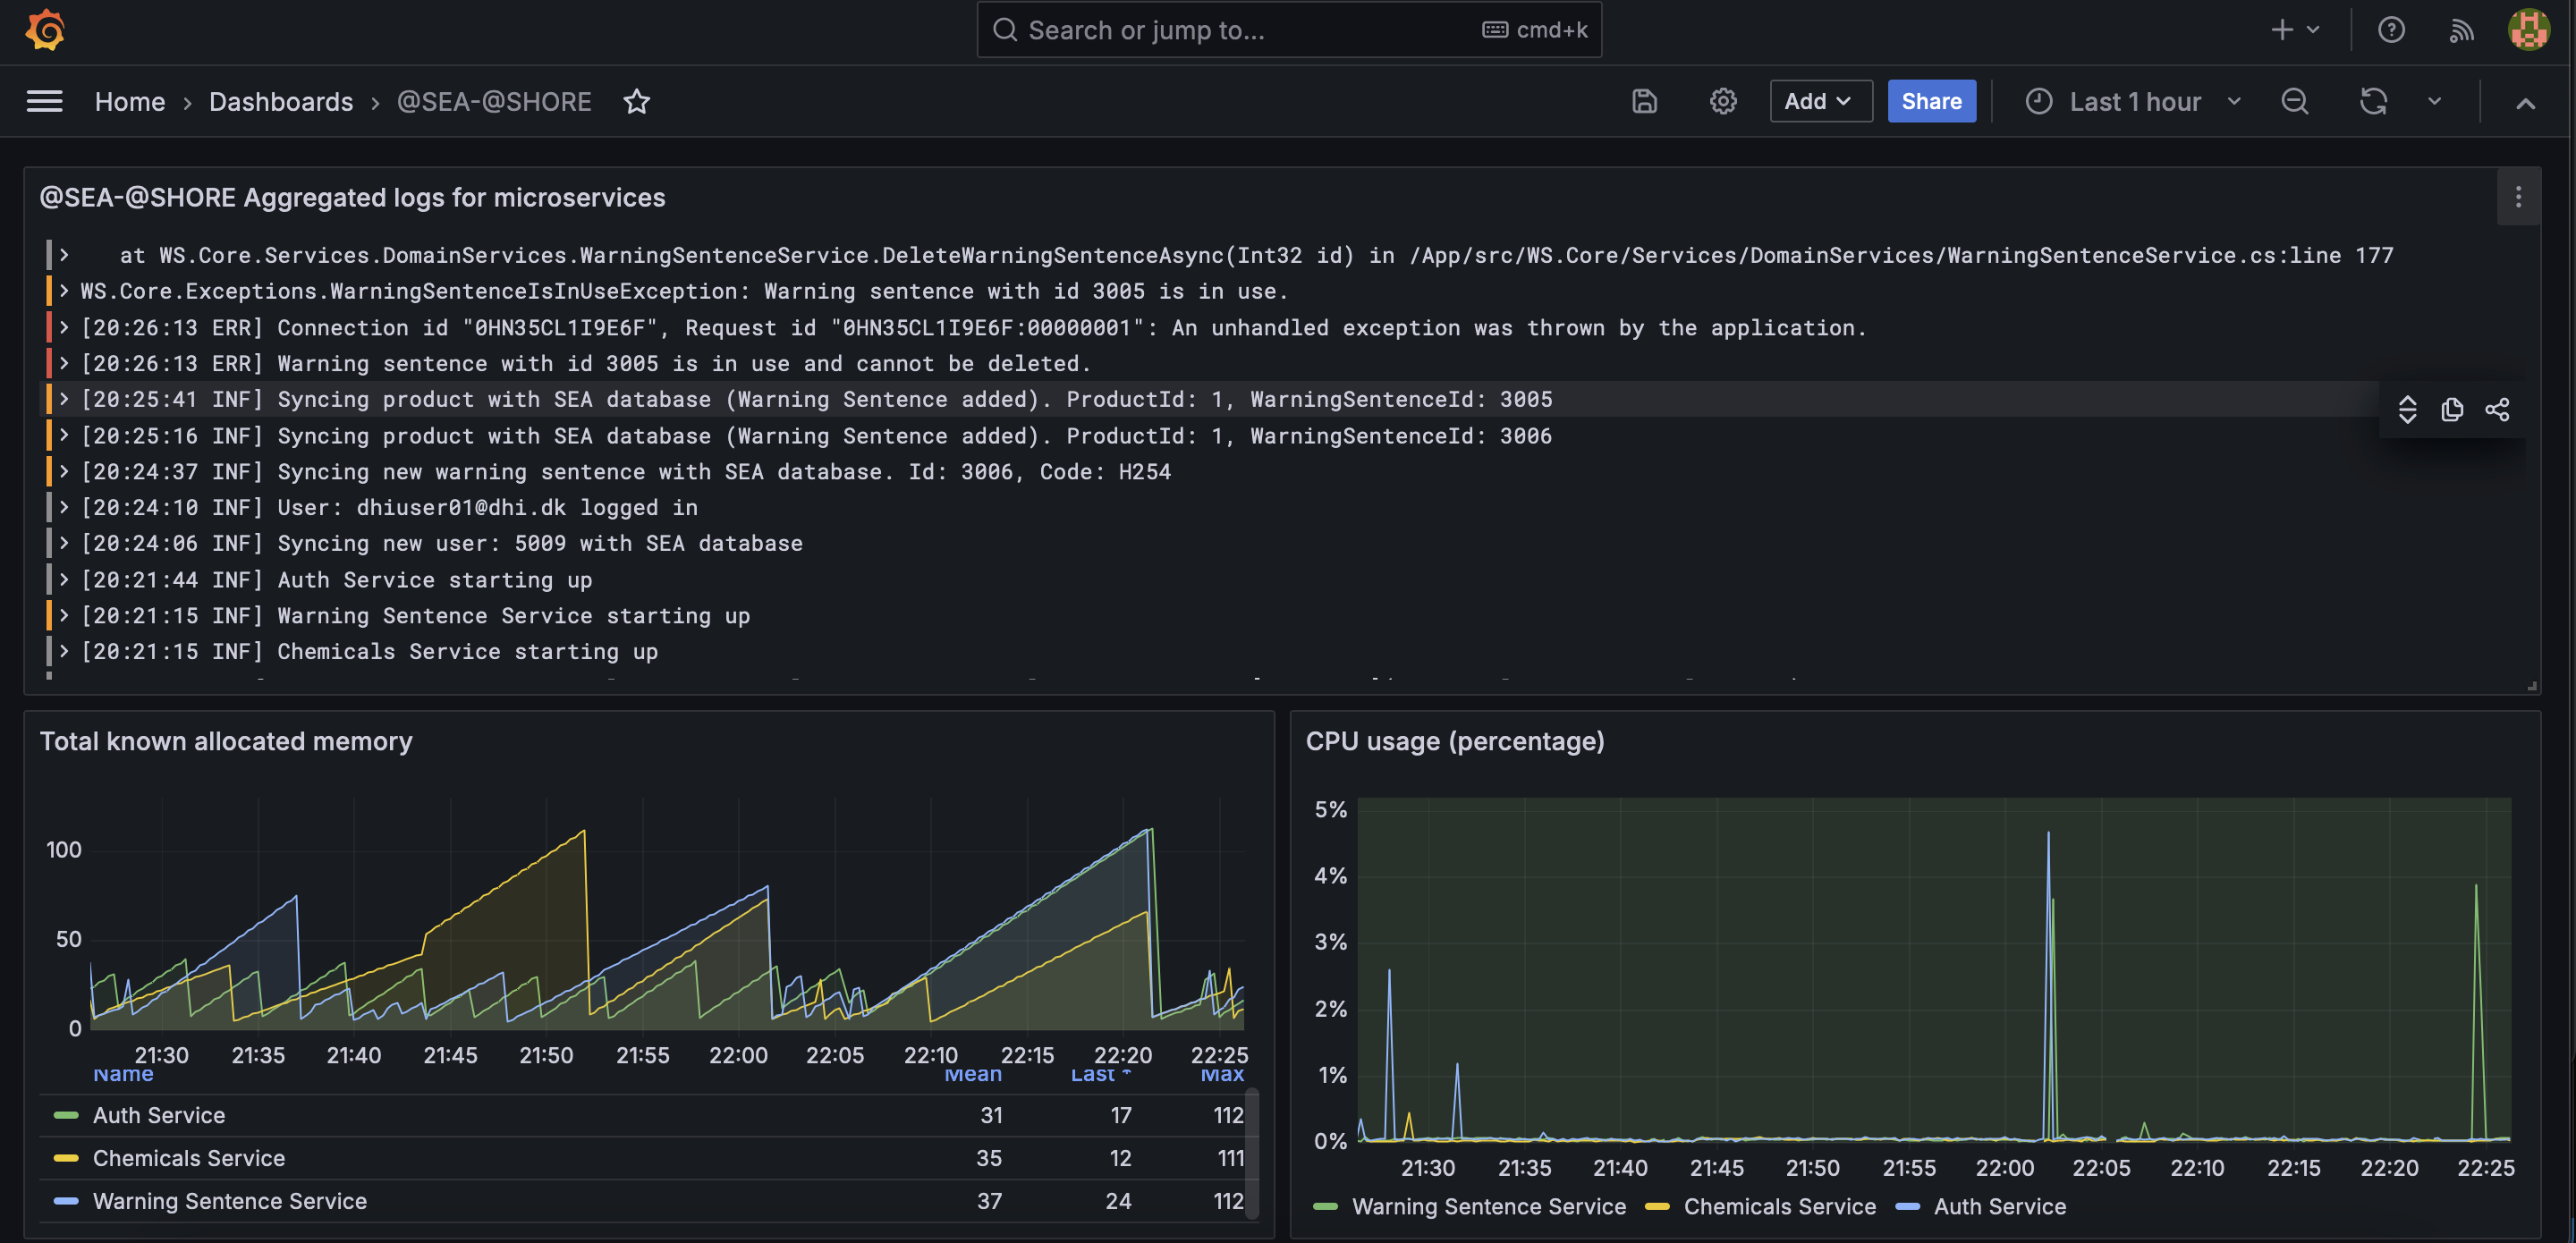 Search or jump to... cmd+k
Home › Dashboards › @SEA-@SHORE Add Share Last 1 hour
@SEA-@SHORE Aggregated logs for microservices
at WS.Core.Services.DomainServices.WarningSentenceService.DeleteWarningSentenceAsync(Int32 id) in /App/src/WS.Core/Services/DomainServices/WarningSentenceService.cs:line 177
WS.Core.Exceptions.WarningSentenceIsInUseException: Warning sentence with id 3005 is in use.
[20:26:13 ERR] Connection id "0HN35CL1I9E6F", Request id "0HN35CL1I9E6F:00000001": An unhandled exception was thrown by the application.
[20:26:13 ERR] Warning sentence with id 3005 is in use and cannot be deleted.
[20:25:41 INF] Syncing product with SEA database (Warning Sentence added). ProductId: 1, WarningSentenceId: 3005
[20:25:16 INF] Syncing product with SEA database (Warning Sentence added). ProductId: 1, WarningSentenceId: 3006
[20:24:37 INF] Syncing new warning sentence with SEA database. Id: 3006, Code: H254
[20:24:10 INF] User: dhiuser01@dhi.dk logged in
[20:24:06 INF] Syncing new user: 5009 with SEA database
[20:21:44 INF] Auth Service starting up
[20:21:15 INF] Warning Sentence Service starting up
[20:21:15 INF] Chemicals Service starting up
Total known allocated memory
100
50
0
21:30 21:35 21:40 21:45 21:50 21:55 22:00 22:05 22:10 22:15 22:20 22:25
Name Mean Last * Max
Auth Service 31 17 112
Chemicals Service 35 12 111
Warning Sentence Service 37 24 112
CPU usage (percentage)
5%
4%
3%
2%
1%
0%
21:30 21:35 21:40 21:45 21:50 21:55 22:00 22:05 22:10 22:15 22:20 22:25
Warning Sentence Service Chemicals Service Auth Service